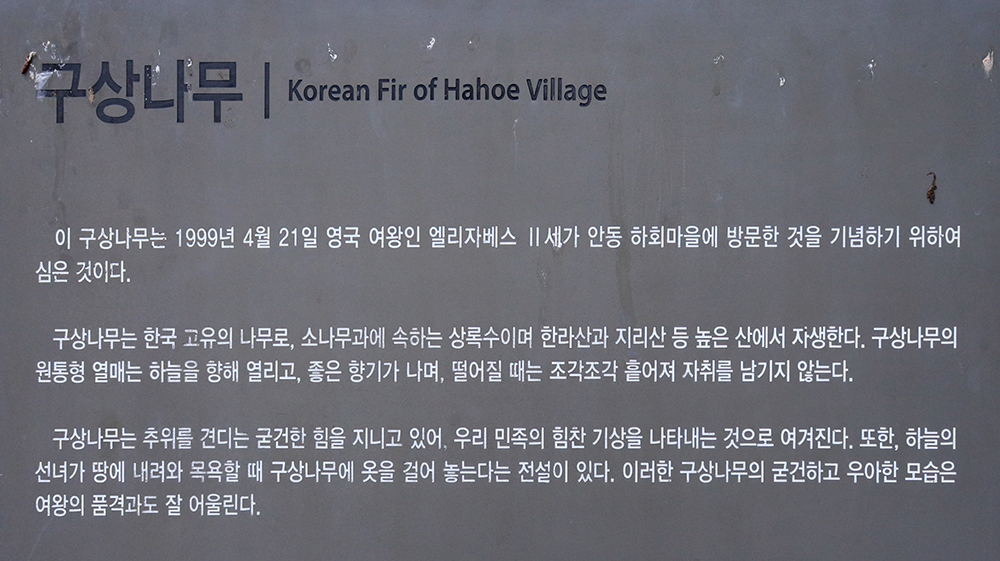 구상나무 | Korean Fir of Hahoe Village
이 구상나무는 1999년 4월 21일 영국 여왕인 엘리자베스 Ⅱ세가 안동 하회마을에 방문한 것을 기념하기 위하여
심은 것이다.
구상나무는 한국 고유의 나무로, 소나무과에 속하는 상록수이며 한라산과 지리산 등 높은 산에서 자생한다. 구상나무의
원통형 열매는 하늘을 향해 열리고, 좋은 향기가 나며, 떨어질 때는 조각조각 흩어져 자취를 남기지 않는다.
구상나무는 추위를 견디는 굳건한 힘을 지니고 있어, 우리 민족의 힘찬 기상을 나타내는 것으로 여겨진다. 또한, 하늘의
선녀가 땅에 내려와 목욕할 때 구상나무에 옷을 걸어 놓는다는 전설이 있다. 이러한 구상나무의 굳건하고 우아한 모습은
여왕의 품격과도 잘 어울린다.